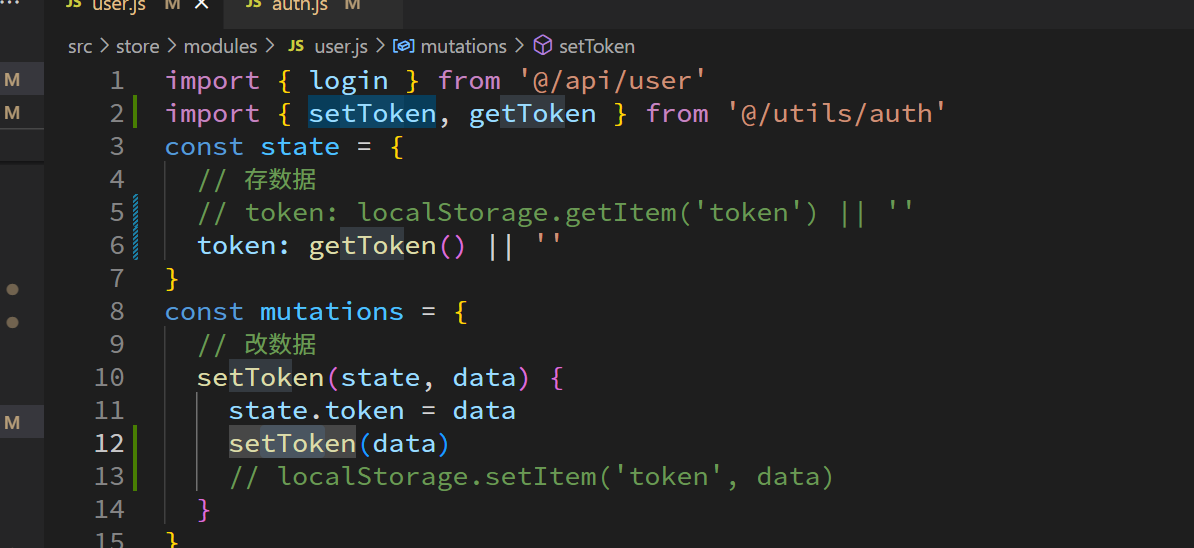 JS user.js M × JS auth.js M
src > store > modules > JS user.js > mutations > setToken
1 import { login } from '@/api/user'
2 import { setToken, getToken } from '@/utils/auth'
3 const state = {
4 // 存数据
5 // token: localStorage.getItem('token') || ''
6 token: getToken() || ''
7 }
8 const mutations = {
9 // 改数据
10 setToken(state, data) {
11 state.token = data
12 setToken(data)
13 // localStorage.setItem('token', data)
14 }
15 }
M
M
M